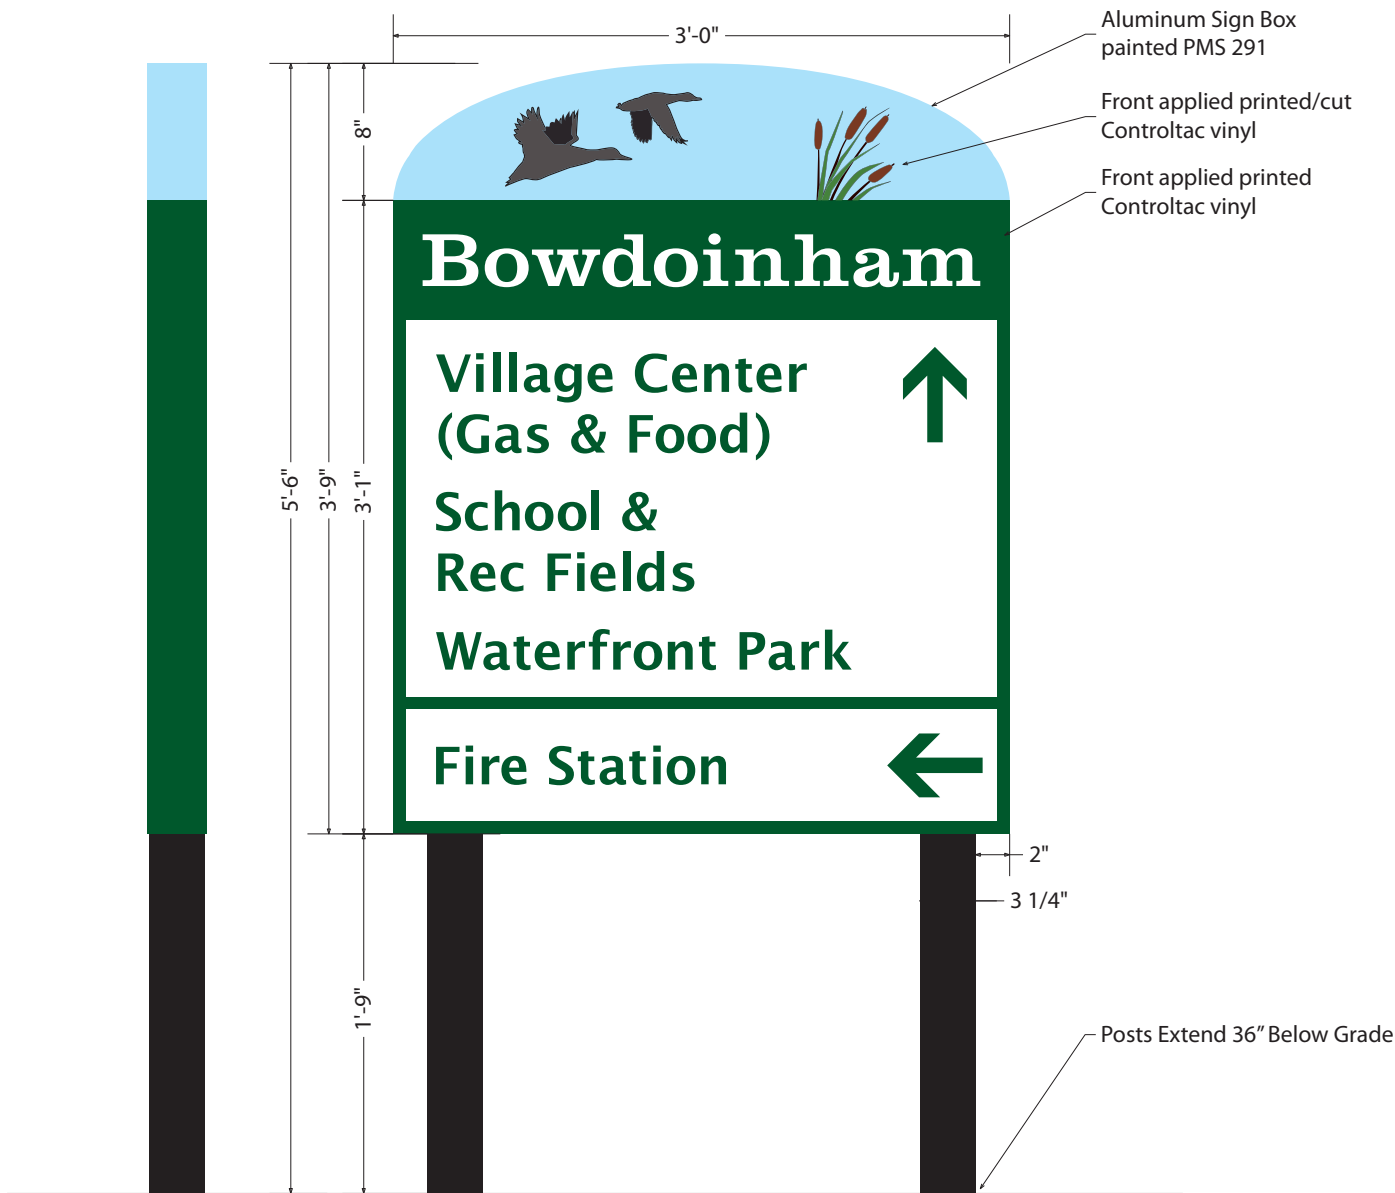 3'-0"
Aluminum Sign Box
painted PMS 291
Front applied printed/cut
Controltac vinyl
Front applied printed
Controltac vinyl
8"
Bowdoinham
Village Center
(Gas & Food)
School &
Rec Fields
Waterfront Park
Fire Station
5'-6"
3'-9"
3'-1"
2"
3 1/4"
1'-9"
Posts Extend 36” Below Grade